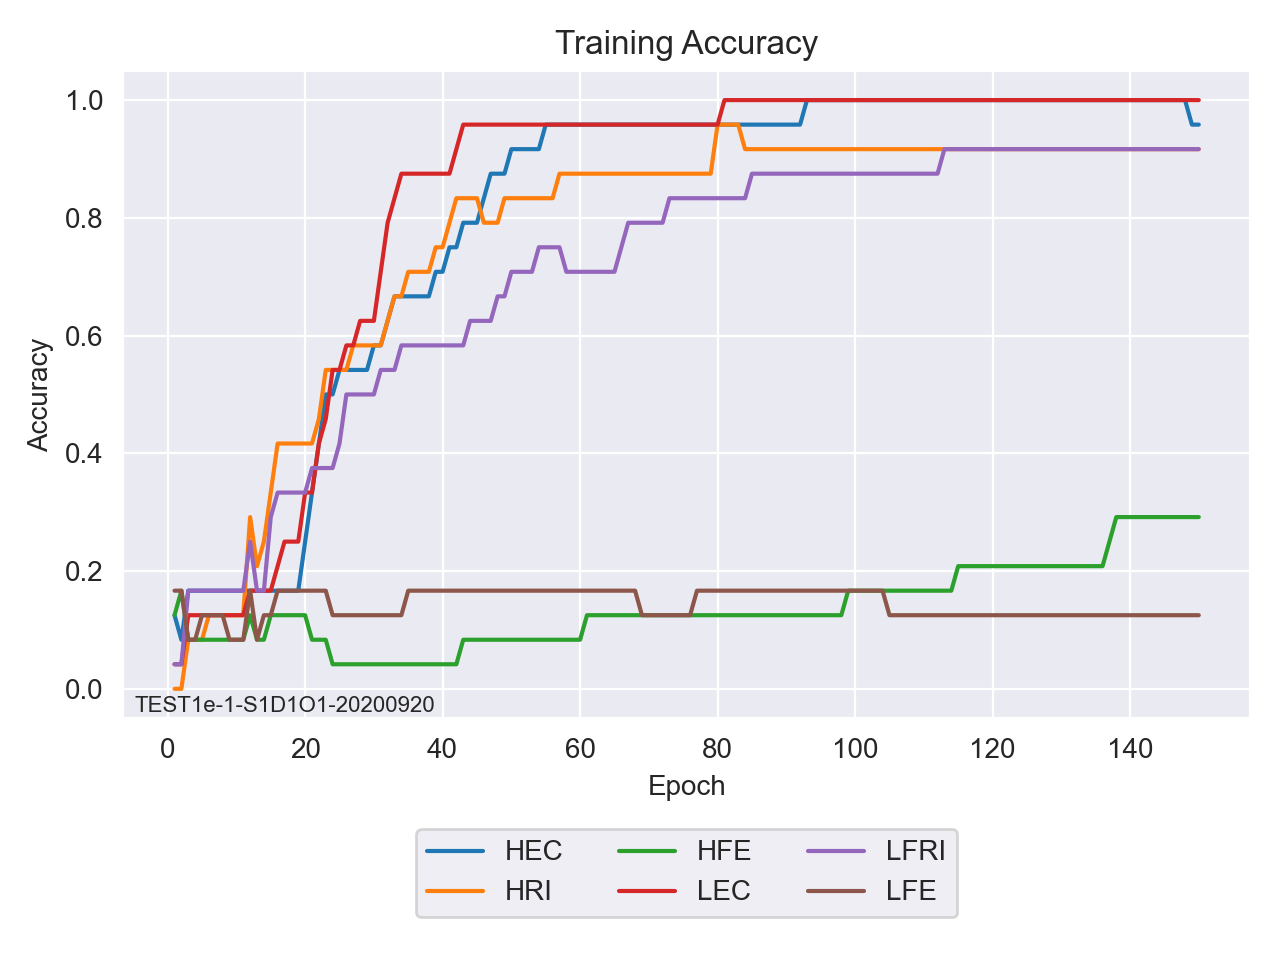 Training Accuracy
1.0
0.8
0.6
0.4
0.2
0.0
Accuracy
TEST1e-1-S1D1O1-20200920
0 20 40 60 80 100 120 140
Epoch
HEC HFE LFRI
HRI LEC LFE